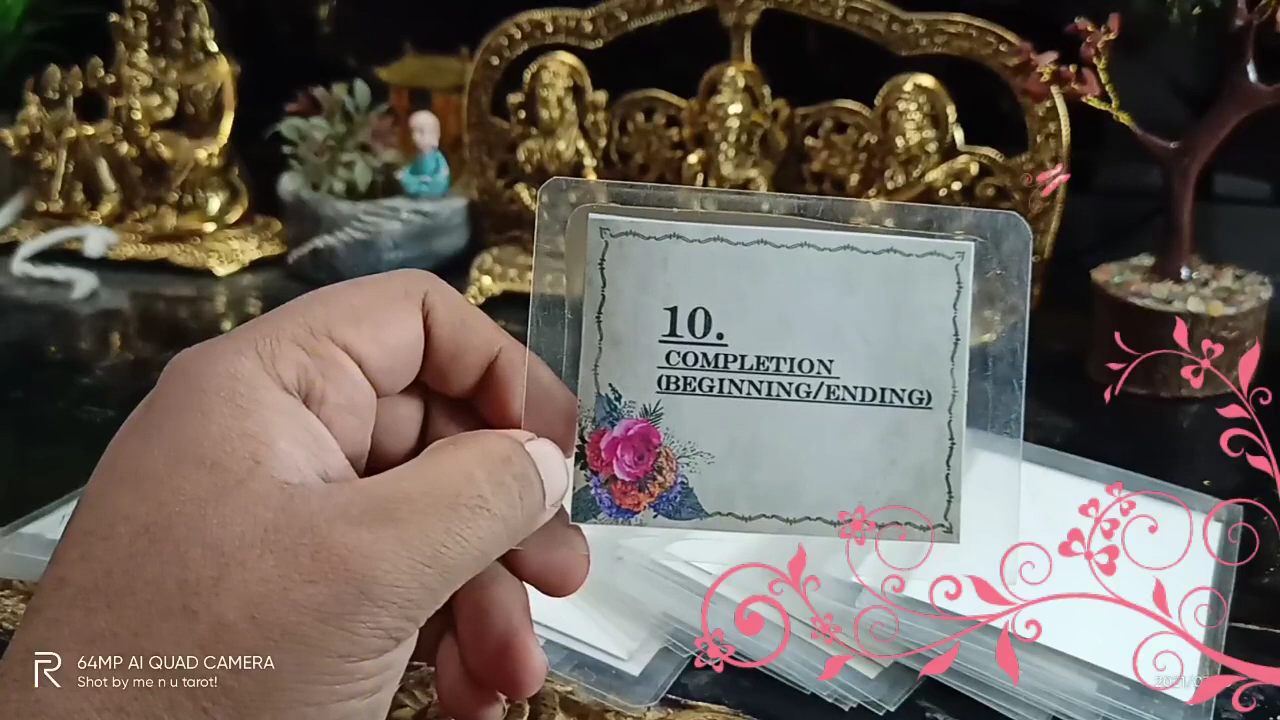 10.
COMPLETION
(BEGINNING/ENDING)
R
64MP AI QUAD CAMERA
Shot by me n u tarot!